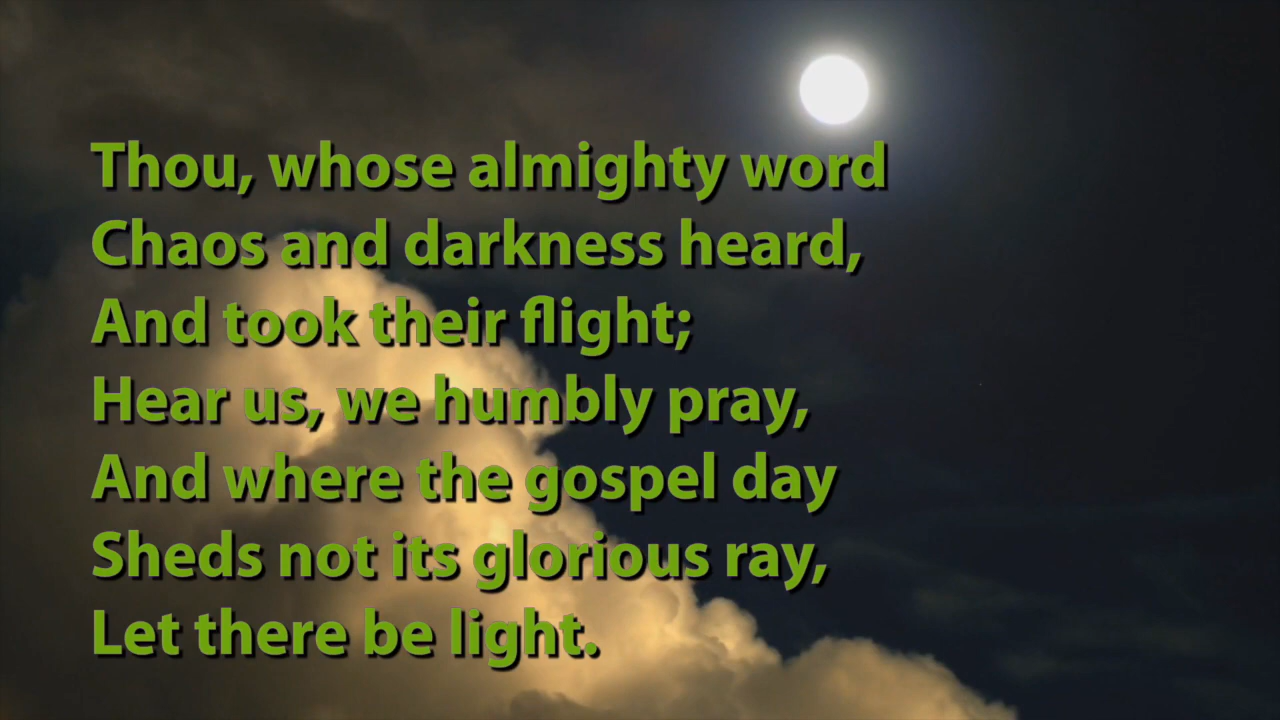 Thou, whose almighty word
Chaos and darkness heard,
And took their flight;
Hear us, we humbly pray,
And where the gospel day
Sheds not its glorious ray,
Let there be light.